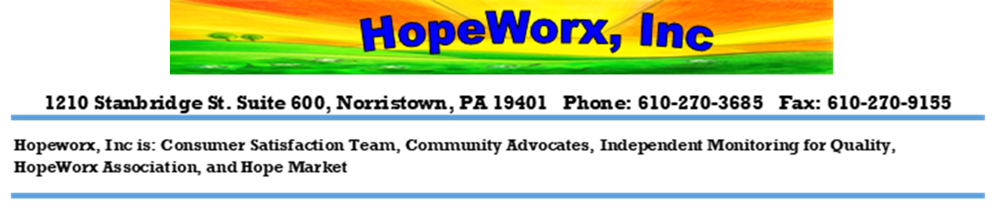 HopeWorx, Inc
1210 Stanbridge St. Suite 600, Norristown, PA 19401 Phone: 610-270-3685 Fax: 610-270-9155
Hopeworx, Inc is: Consumer Satisfaction Team, Community Advocates, Independent Monitoring for Quality,
HopeWorx Association, and Hope Market